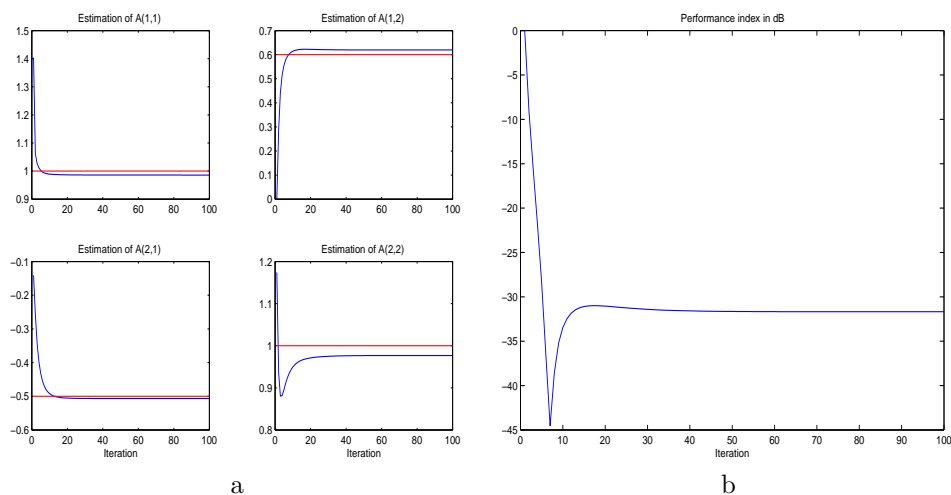 Estimation of A(1,1)
1.5
1.4
1.3
1.2
1.1
1
0.9
0 20 40 60 80 100
Estimation of A(1,2)
0.7
0.6
0.5
0.4
0.3
0.2
0.1
0
0 20 40 60 80 100
Estimation of A(2,1)
−0.1
−0.2
−0.3
−0.4
−0.5
−0.6
0 20 40 60 80 100
Iteration
Estimation of A(2,2)
1.2
1.1
1
0.9
0.8
0 20 40 60 80 100
Iteration
a
Performance index in dB
0
−5
−10
−15
−20
−25
−30
−35
−40
−45
0 10 20 30 40 50 60 70 80 90 100
Iteration
b